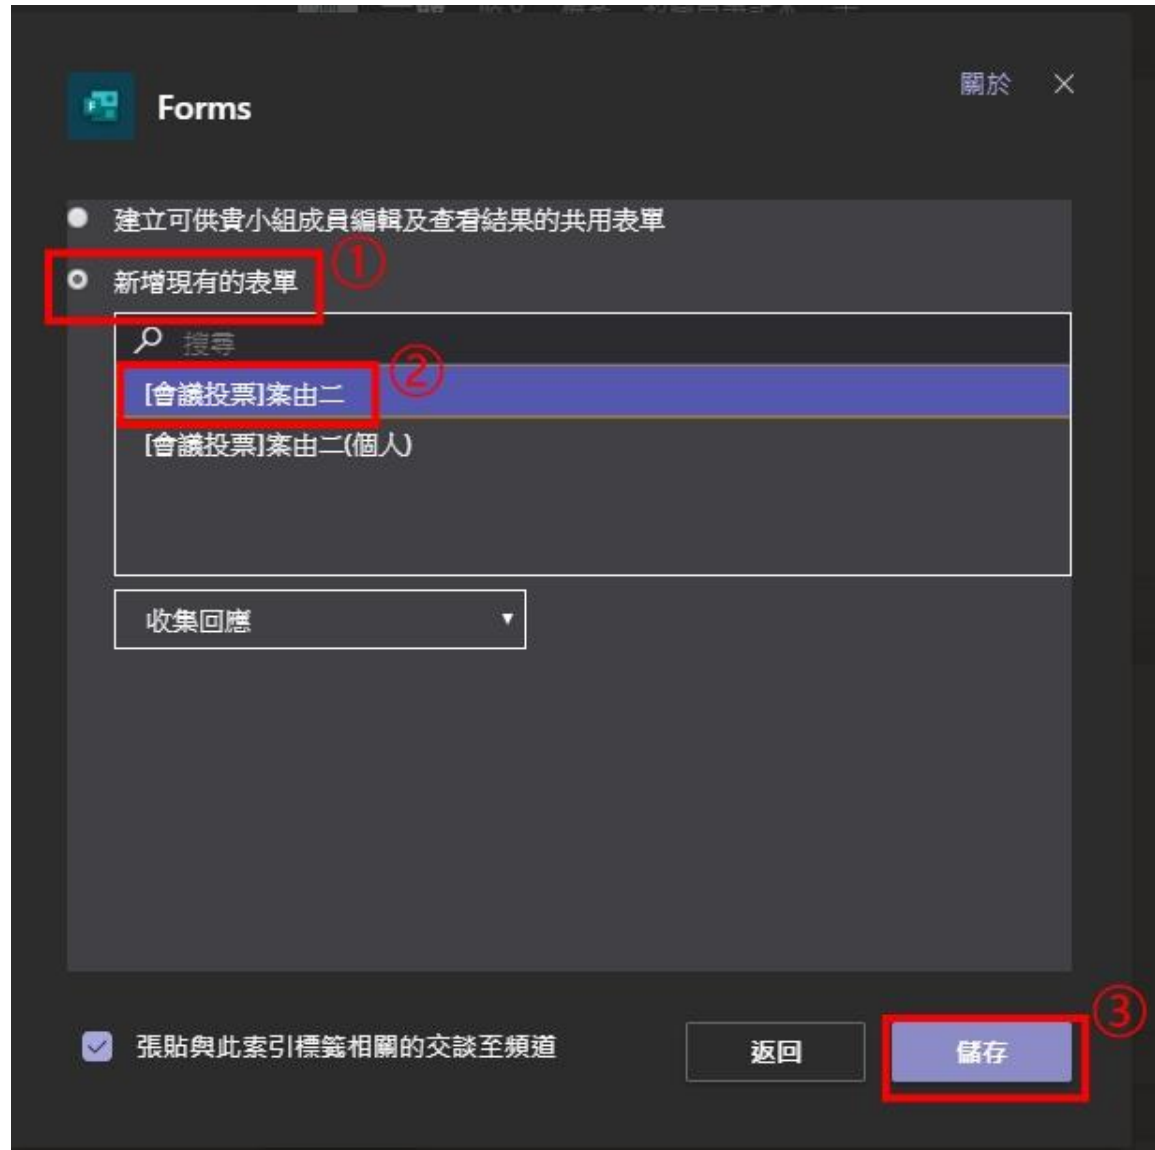 關於
Forms
建立可供貴小組成員編輯及查看結果的共用表單
①
新增現有的表單
搜尋
②
[會議投票]案由二
[會議投票]案由二(個人)
收集回應
③
張貼與此索引標籤相關的交談至頻道
返回
儲存